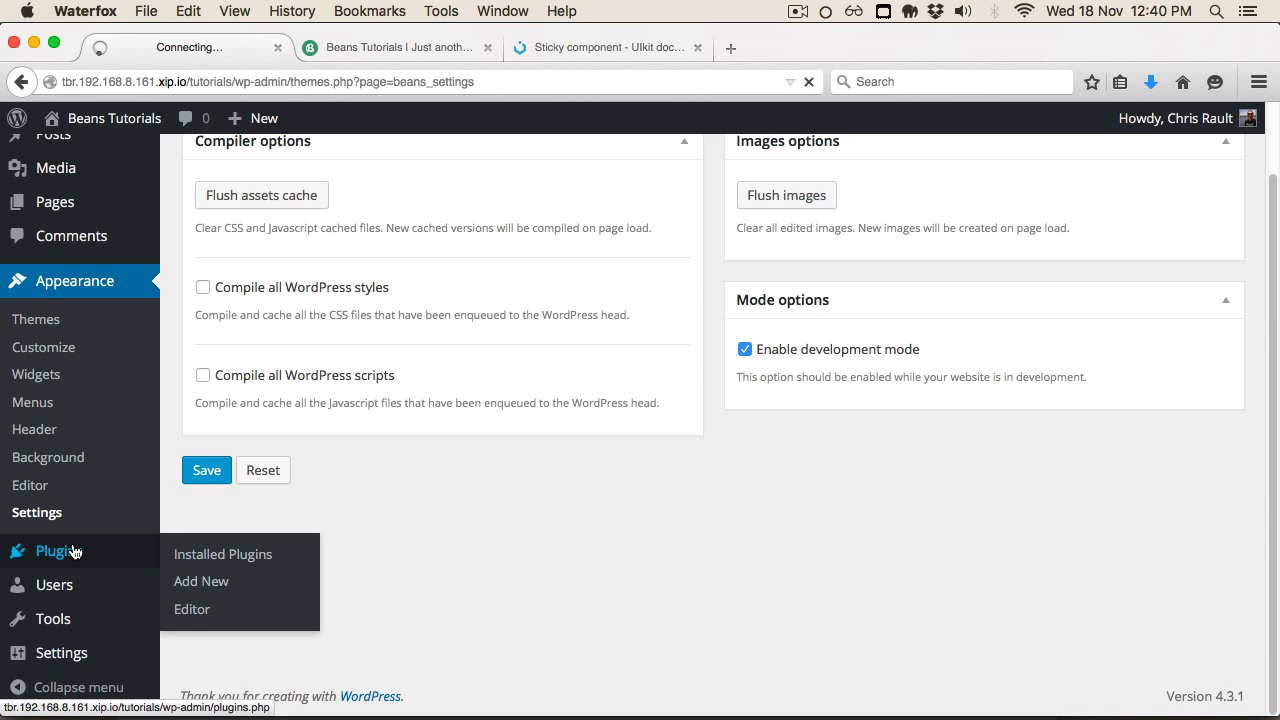 Waterfox File Edit View History Bookmarks Tools Window Help Wed 18 Nov 12:40 PM
Connecting... Beans Tutorials | Just anoth... Sticky component - UIkit doc...
tbr.192.168.8.161.xip.io/tutorials/wp-admin/themes.php?page=beans_settings Search
Beans Tutorials 0 New Howdy, Chris Rault
Posts
Media
Pages
Comments
Appearance
Themes
Customize
Widgets
Menus
Header
Background
Editor
Settings
Plugins
Installed Plugins
Add New
Editor
Users
Tools
Settings
Collapse menu
Compiler options
Flush assets cache
Clear CSS and Javascript cached files. New cached versions will be compiled on page load.
Compile all WordPress styles
Compile and cache all the CSS files that have been enqueued to the WordPress head.
Compile all WordPress scripts
Compile and cache all the Javascript files that have been enqueued to the WordPress head.
Images options
Flush images
Clear all edited images. New images will be created on page load.
Mode options
Enable development mode
This option should be enabled while your website is in development.
Save Reset
Thank you for creating with WordPress. Version 4.3.1
tbr.192.168.8.161.xip.io/tutorials/wp-admin/plugins.php